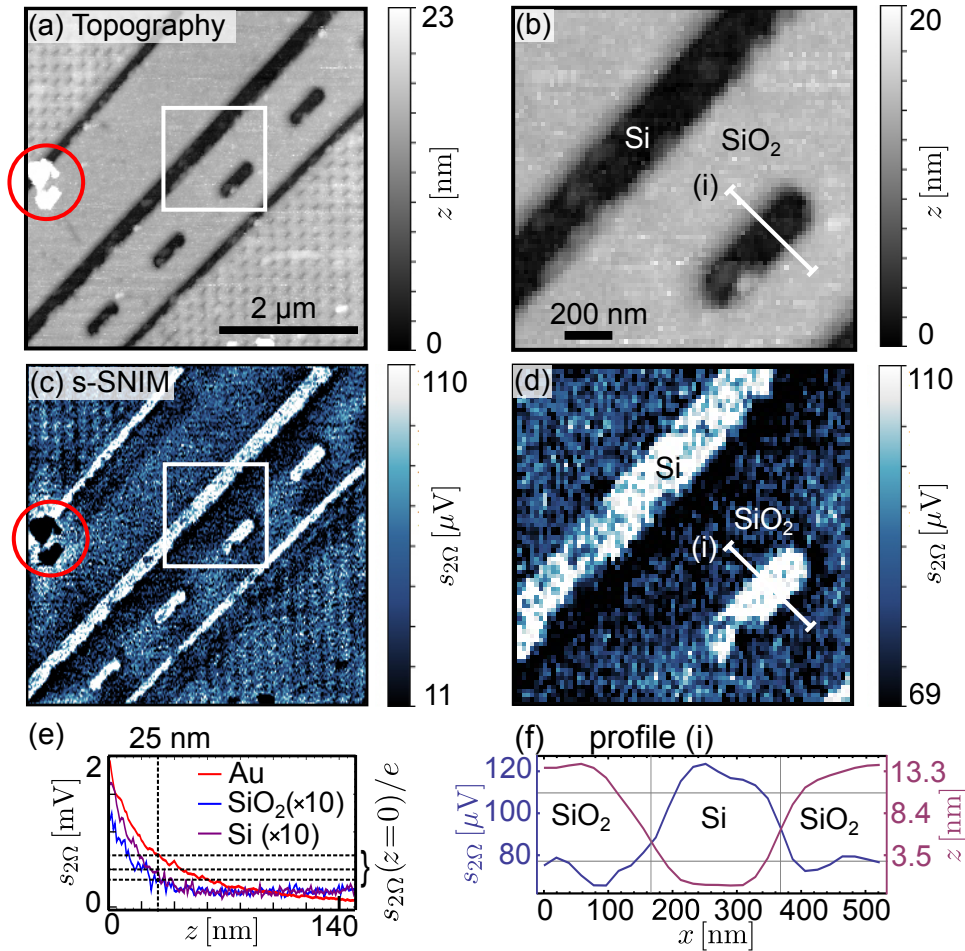 (a) Topography
23
z [nm]
0
2 μm
(b)
Si
SiO₂
(i)
200 nm
20
z [nm]
0
(c) s-SNIM
110
s₂Ω [μV]
11
(d)
Si
SiO₂
(i)
110
s₂Ω [μV]
69
(e)
25 nm
2
s₂Ω [mV]
0
Au
SiO₂(×10)
Si (×10)
s₂Ω(z=0)/e
0
140
z [nm]
(f) profile (i)
120
100
80
s₂Ω [μV]
SiO₂
Si
SiO₂
13.3
8.4
3.5
z [nm]
0 100 200 300 400 500
x [nm]